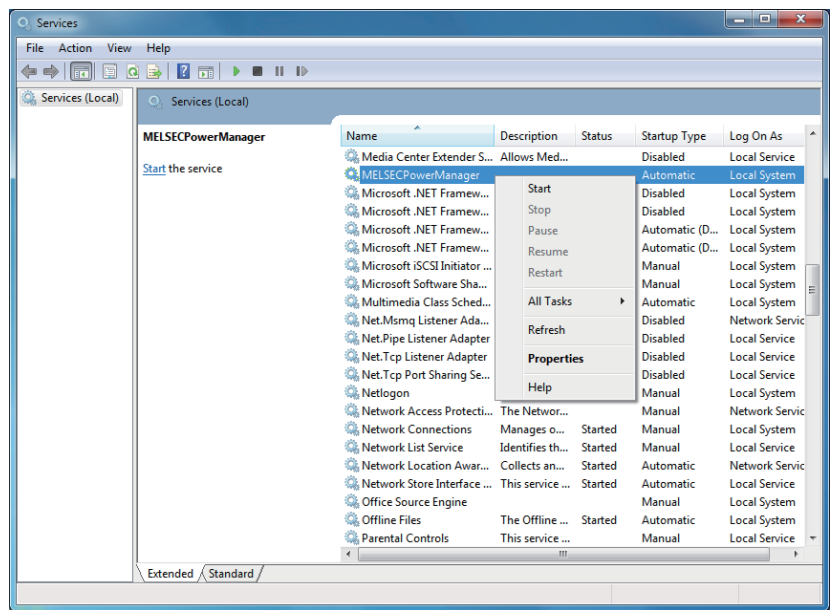 Services
File Action View Help
Services (Local)
Services (Local)
MELSECPowerManager
Start the service
Name Description Status Startup Type Log On As
Media Center Extender S... Allows Med... Disabled Local Service
MELSECPowerManager Automatic Local System
Microsoft .NET Framew... Disabled Local System
Microsoft .NET Framew... Disabled Local System
Microsoft .NET Framew... Automatic (D... Local System
Microsoft .NET Framew... Automatic (D... Local System
Microsoft iSCSI Initiator ... Manual Local System
Microsoft Software Sha... Manual Local System
Multimedia Class Sched... Automatic Local System
Net.Msmq Listener Ada... Disabled Network Servic
Net.Pipe Listener Adapter Disabled Local Service
Net.Tcp Listener Adapter Disabled Local Service
Net.Tcp Port Sharing Se... Disabled Local Service
Netlogon Manual Local System
Network Access Protecti... The Networ... Manual Network Servic
Network Connections Manages o... Started Manual Local System
Network List Service Identifies th... Started Manual Local Service
Network Location Awar... Collects an... Started Automatic Network Servic
Network Store Interface ... This service ... Started Automatic Local Service
Office Source Engine Manual Local System
Offline Files The Offline ... Started Automatic Local System
Parental Controls This service ... Manual Local Service
Start
Stop
Pause
Resume
Restart
All Tasks
Refresh
Properties
Help
Extended Standard